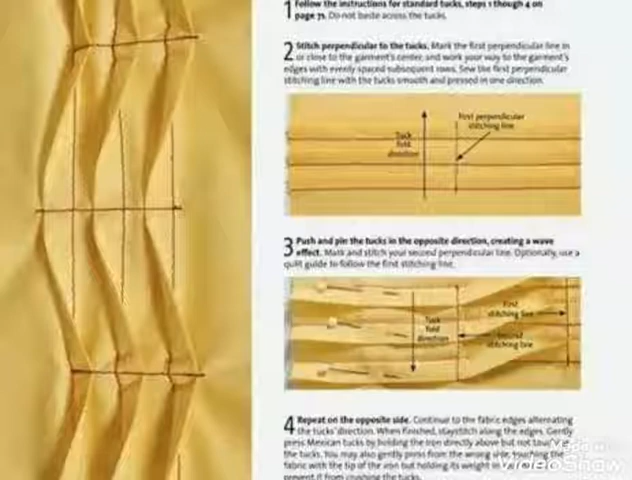 1 Follow the instructions for standard tucks, steps 1 though 4 on
page 71. Do not baste across the tucks.
2 Stitch perpendicular to the tucks. Mark the first perpendicular line in
or close to the garment's center, and work your way to the garment's
edges with evenly spaced subsequent rows. Sew the first perpendicular
stitching line with the tucks smooth and pressed in one direction.
First perpendicular
stitching line
Tuck
fold
direction
3 Push and pin the tucks in the opposite direction, creating a wave
effect. Mark and stitch your second perpendicular line. Optionally, use a
quilt guide to follow the first stitching line.
First
stitching line
Tuck
fold
direction
Second
stitching line
4 Repeat on the opposite side. Continue to the fabric edges alternating
the tucks' direction. When finished, staystitch along the edges. Gently
press Mexican tucks by holding the iron directly above but not
the tucks. You may also gently press from the wrong side, touching the
fabric with the tip of the iron but holding its weight in
prevent it from crushing the tucks.
VideoShow